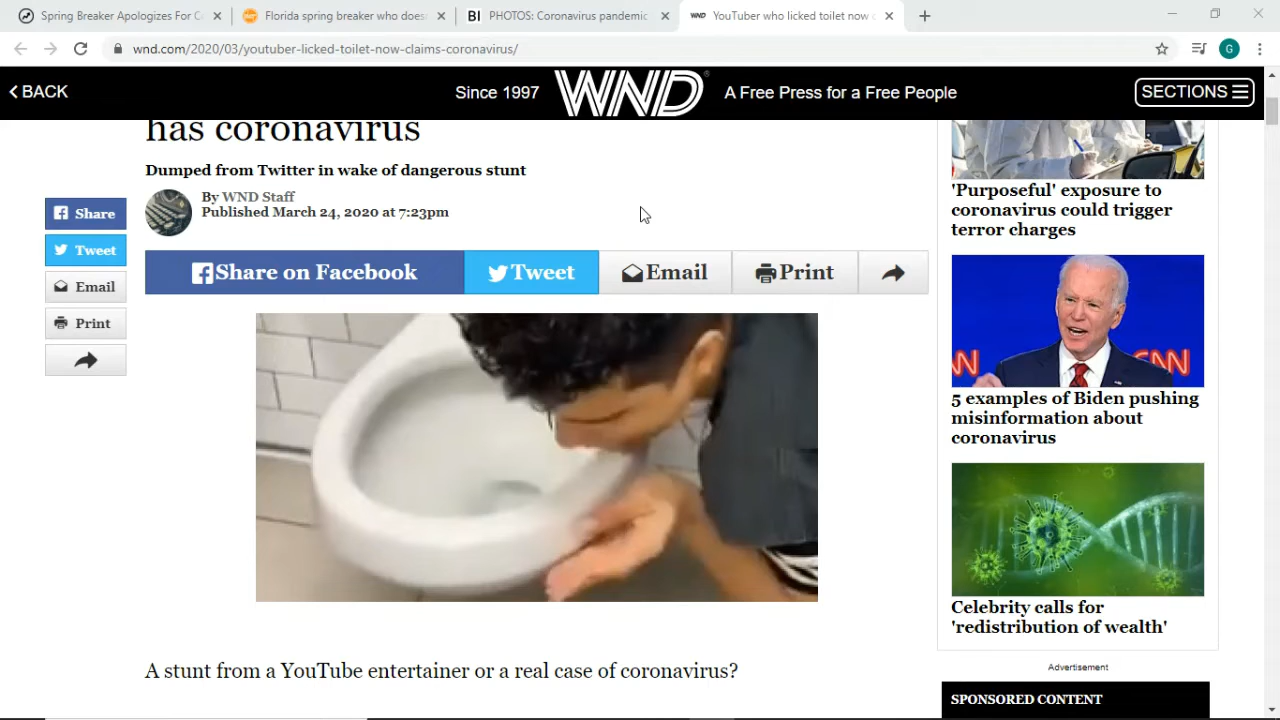 Spring Breaker Apologizes For C
Florida spring breaker who does
BI PHOTOS: Coronavirus pandemic
WND YouTuber who licked toilet now c
wnd.com/2020/03/youtuber-licked-toilet-now-claims-coronavirus/
G
BACK
Since 1997
WND
A Free Press for a Free People
SECTIONS
has coronavirus
Dumped from Twitter in wake of dangerous stunt
By WND Staff
Published March 24, 2020 at 7:23pm
Share
Tweet
Email
Print
Share on Facebook
Tweet
Email
Print
A stunt from a YouTube entertainer or a real case of coronavirus?
'Purposeful' exposure to
coronavirus could trigger
terror charges
CNN
5 examples of Biden pushing
misinformation about
coronavirus
Celebrity calls for
'redistribution of wealth'
Advertisement
SPONSORED CONTENT